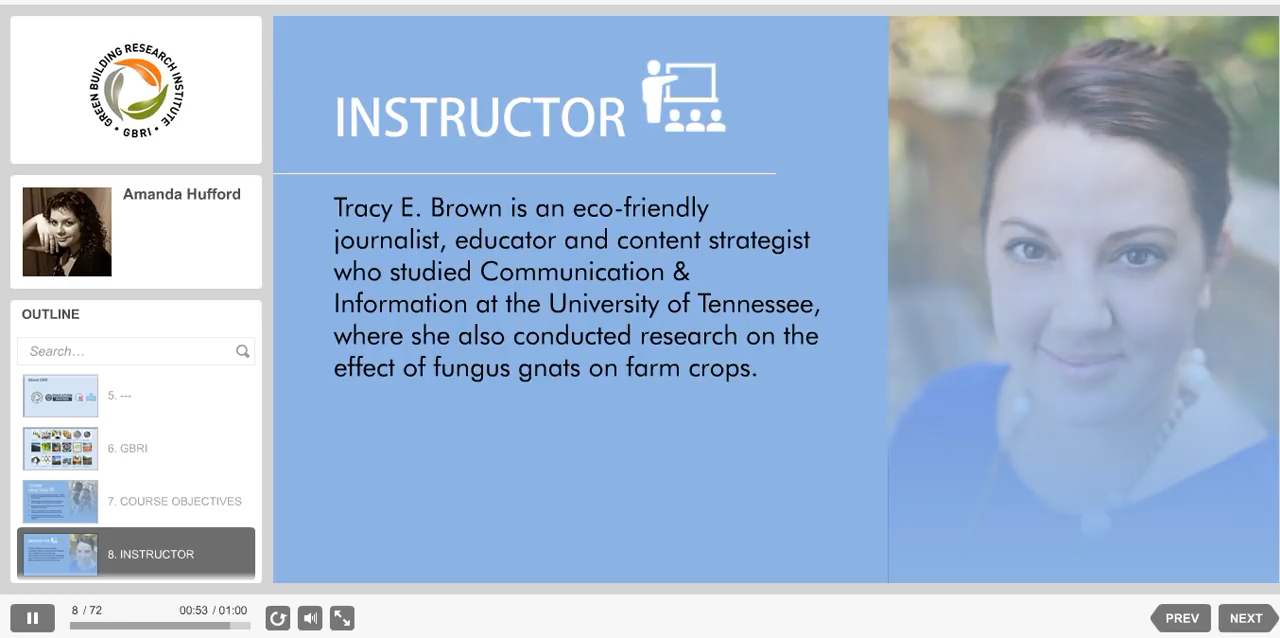 GREEN BUILDING RESEARCH INSTITUTE
• GBRI •
Amanda Hufford
OUTLINE
Search...
5. ---
6. GBRI
7. COURSE OBJECTIVES
8. INSTRUCTOR
INSTRUCTOR
Tracy E. Brown is an eco-friendly
journalist, educator and content strategist
who studied Communication &
Information at the University of Tennessee,
where she also conducted research on the
effect of fungus gnats on farm crops.
8 / 72
00:53 / 01:00
PREV
NEXT